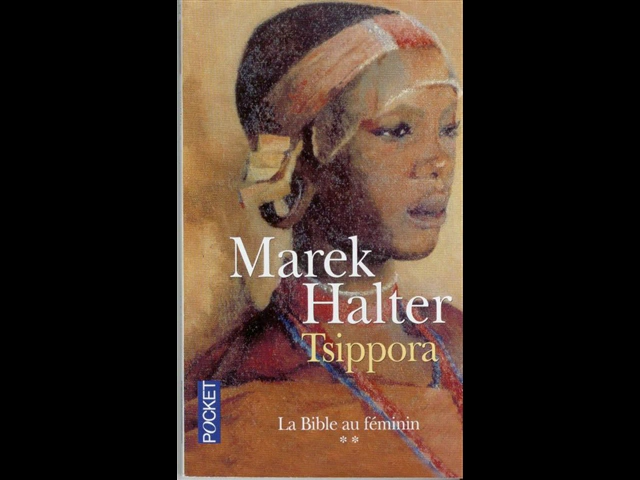 Marek
Halter
Tsippora
La Bible au féminin
* *
POCKET